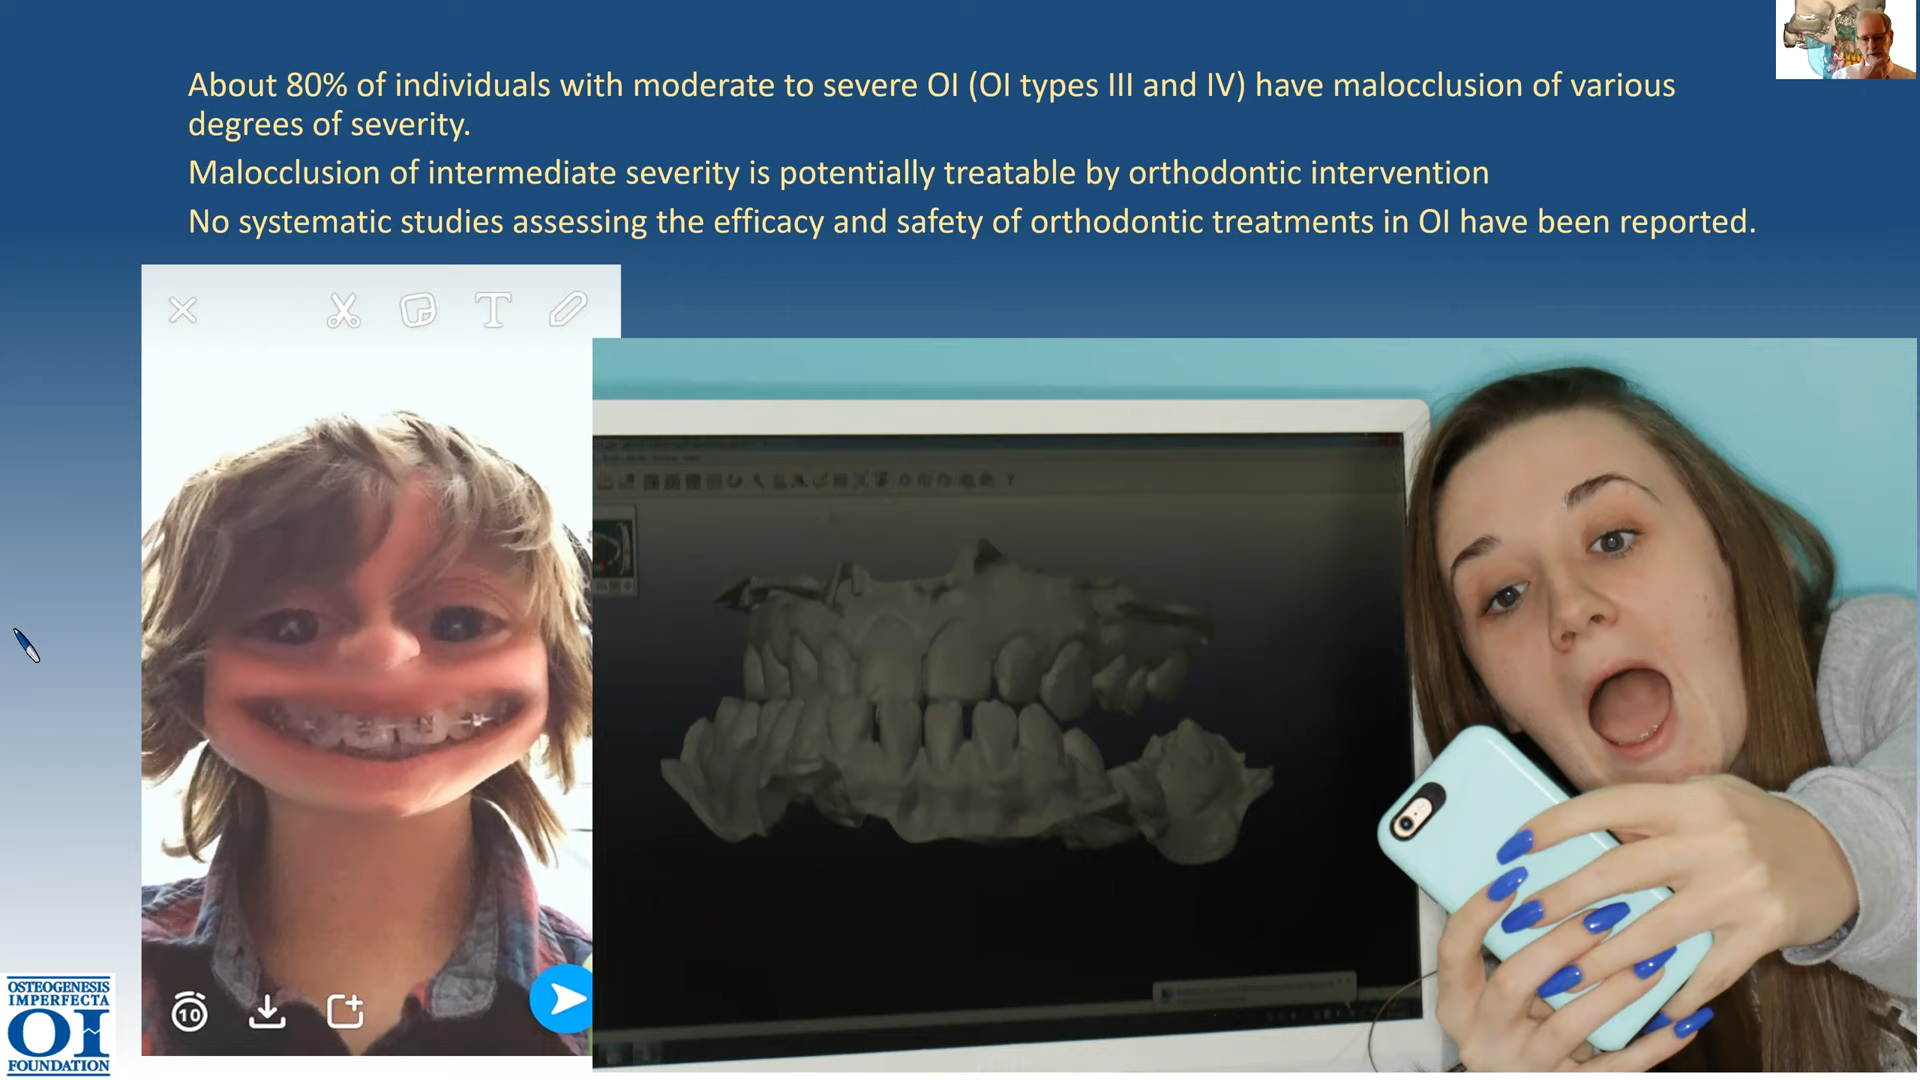 About 80% of individuals with moderate to severe OI (OI types III and IV) have malocclusion of various
degrees of severity.
Malocclusion of intermediate severity is potentially treatable by orthodontic intervention
No systematic studies assessing the efficacy and safety of orthodontic treatments in OI have been reported.
T
10
OSTEOGENESIS
IMPERFECTA
OI
FOUNDATION